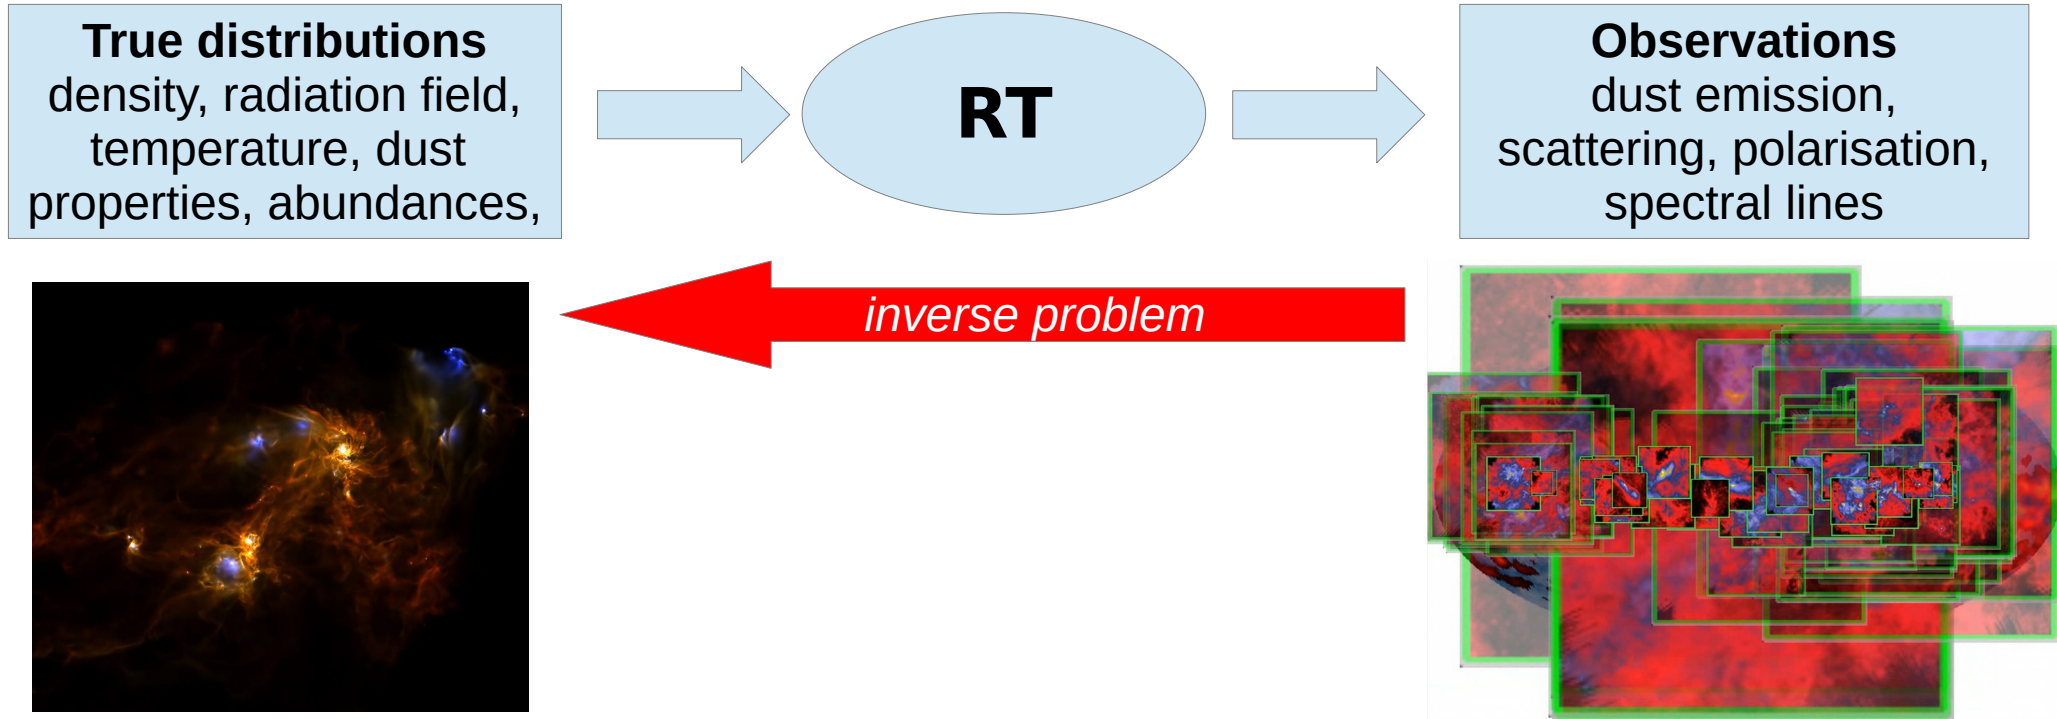 True distributions
density, radiation field,
temperature, dust
properties, abundances,
RT
Observations
dust emission,
scattering, polarisation,
spectral lines
inverse problem